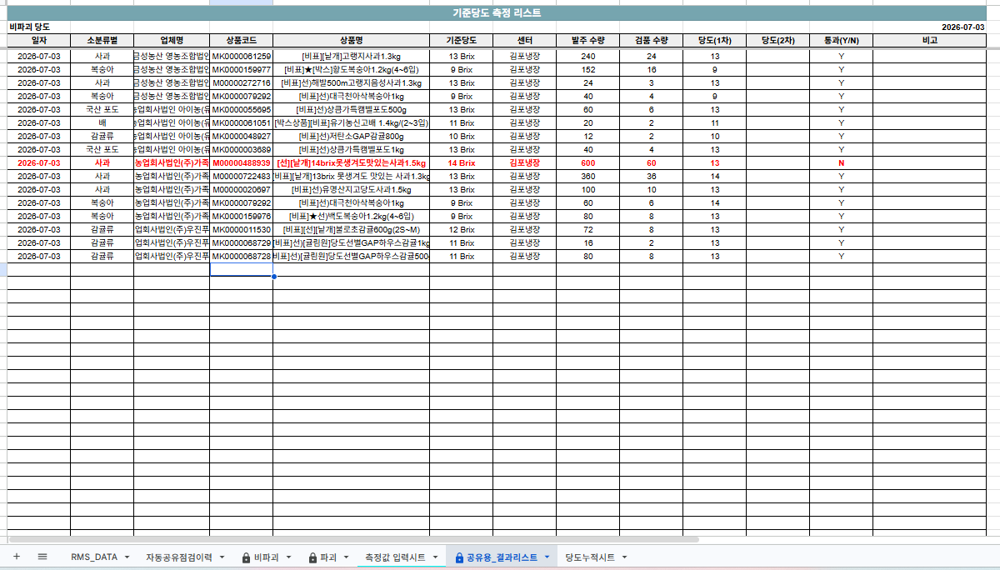 기준당도 측정 리스트
비파괴 당도 2026-07-03
일자 소분류별 업체명 상품코드 상품명 기준당도 센터 발주 수량 검품 수량 당도(1차) 당도(2차) 통과(Y/N) 비고
2026-07-03 사과 금성농산 영농조합법인 MK0000061259 [비표][낱개]고랭지사과1.3kg 13 Brix 김포냉장 240 24 13 Y
2026-07-03 복숭아 금성농산 영농조합법인 MK0000159977 [비표]★[박스]황도복숭아1.2kg(4~6입) 9 Brix 김포냉장 152 16 9 Y
2026-07-03 사과 금성농산 영농조합법인 M00000272716 [비표]선)해발500m고랭지음성사과1.3kg 13 Brix 김포냉장 24 3 13 Y
2026-07-03 복숭아 금성농산 영농조합법인 MK0000079292 [비표]선)대극천아삭복숭아1kg 9 Brix 김포냉장 40 4 9 Y
2026-07-03 국산 포도 농업회사법인 아이농(유 MK0000055695 [비표]선)상큼가득캠벨포도500g 13 Brix 김포냉장 60 6 13 Y
2026-07-03 배 농업회사법인 아이농(유 MK0000061051 [박스상품][비표]유기농신고배 1.4kg/(2~3입) 11 Brix 김포냉장 20 2 11 Y
2026-07-03 감귤류 농업회사법인 아이농(유 MK0000048927 [비표]선)저탄소GAP감귤800g 10 Brix 김포냉장 12 2 10 Y
2026-07-03 국산 포도 농업회사법인 아이농(유 MK0000003689 [비표]선)상큼가득캠벨포도1kg 13 Brix 김포냉장 40 4 13 Y
2026-07-03 사과 농업회사법인(주)가족 M00000488939 [선][낱개]14brix못생겨도맛있는사과1.5kg 14 Brix 김포냉장 600 60 13 N
2026-07-03 사과 농업회사법인(주)가족 M00000722483 [비표]13brix 못생겨도 맛있는 사과1.3kg 13 Brix 김포냉장 360 36 14 Y
2026-07-03 사과 농업회사법인(주)가족 M00000020697 [비표]선)유명산지고당도사과1.5kg 13 Brix 김포냉장 100 10 13 Y
2026-07-03 복숭아 농업회사법인(주)가족 MK0000079292 [비표]선)대극천아삭복숭아1kg 9 Brix 김포냉장 60 6 14 Y
2026-07-03 복숭아 농업회사법인(주)가족 MK0000159976 [비표]★선)백도복숭아1.2kg(4~6입) 9 Brix 김포냉장 80 8 13 Y
2026-07-03 감귤류 업회사법인(주)우진푸 MK0000011530 [비표][선][낱개]불로초감귤600g(2S~M) 12 Brix 김포냉장 72 8 13 Y
2026-07-03 감귤류 업회사법인(주)우진푸 MK0000068729 [비표]선)[귤림원]당도선별GAP하우스감귤1kg 11 Brix 김포냉장 16 2 13 Y
2026-07-03 감귤류 업회사법인(주)우진푸 MK0000068728 비표]선)[귤림원]당도선별GAP하우스감귤500g 11 Brix 김포냉장 80 8 13 Y
RMS_DATA 자동공유점검이력 비파괴 파괴 측정값 입력시트 공유용_결과리스트 당도누적시트